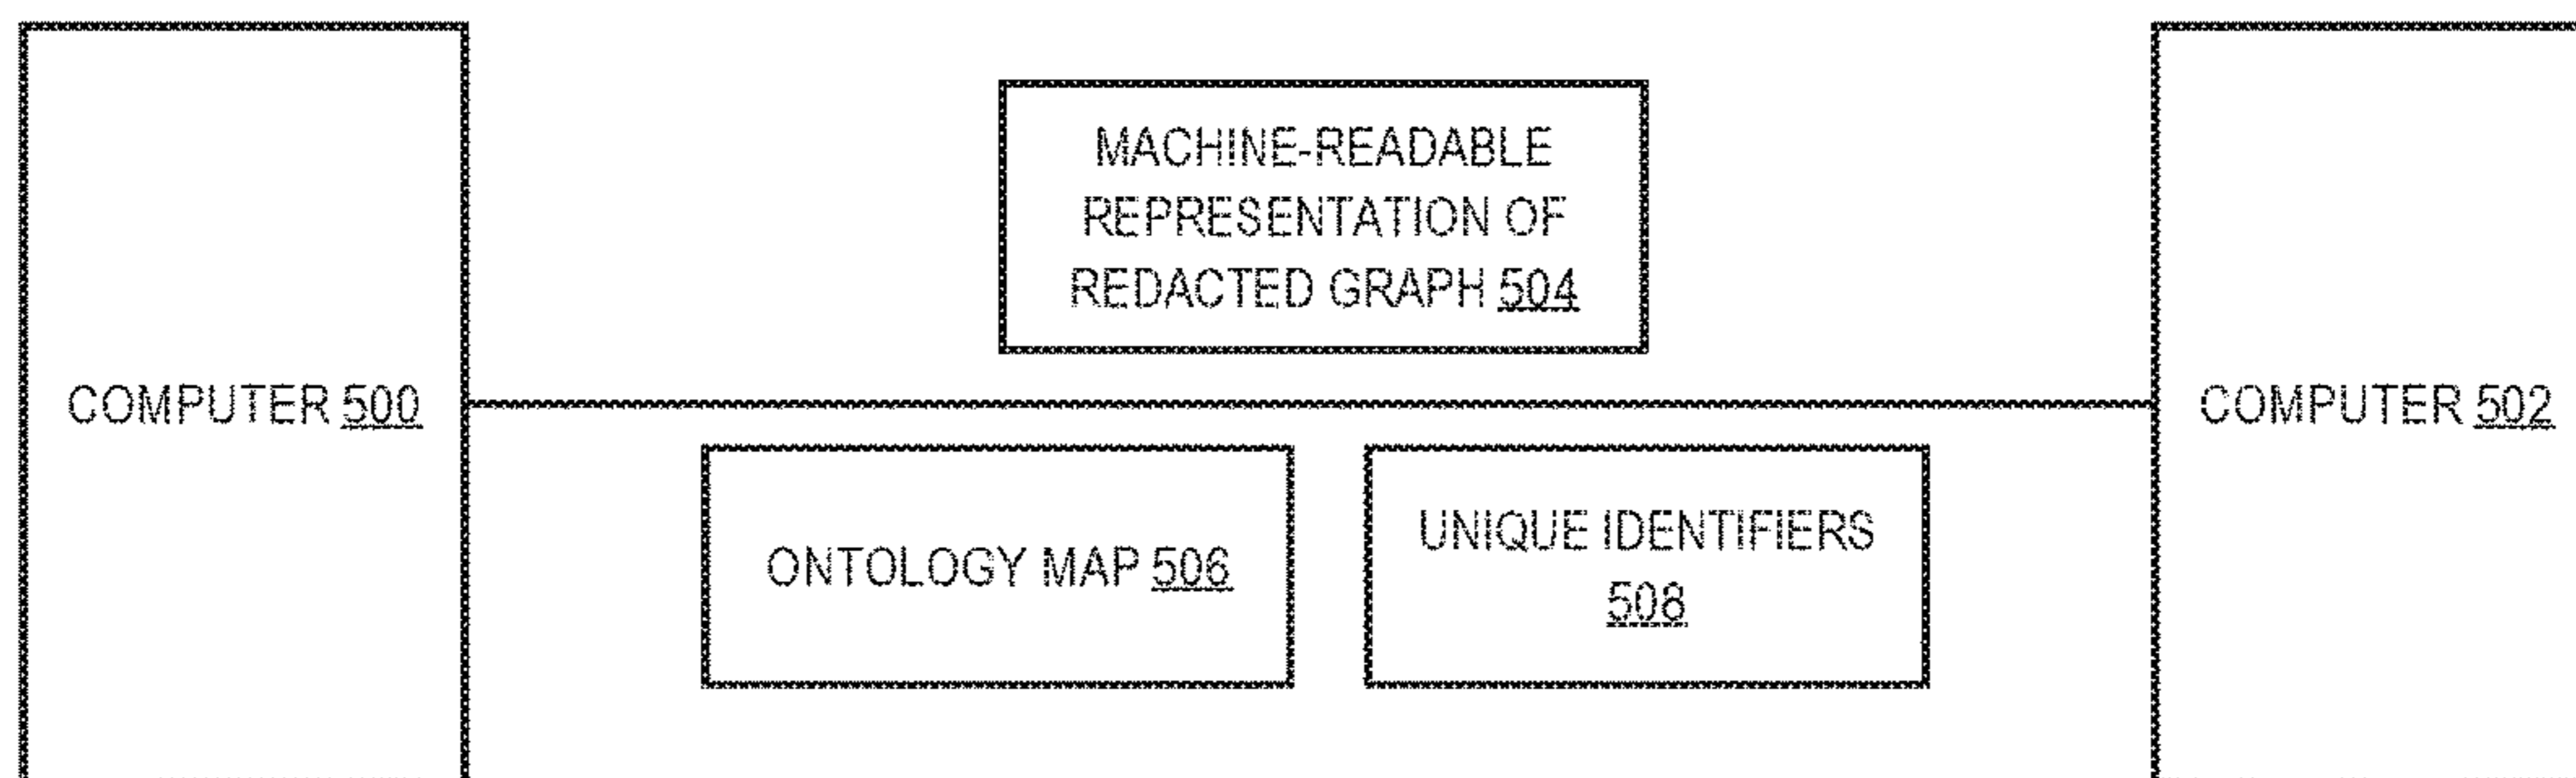 MACHINE-READABLE
REPRESENTATION OF
REDACTED GRAPH 504
COMPUTER 500
COMPUTER 502
ONTOLOGY MAP 506
UNIQUE IDENTIFIERS
508